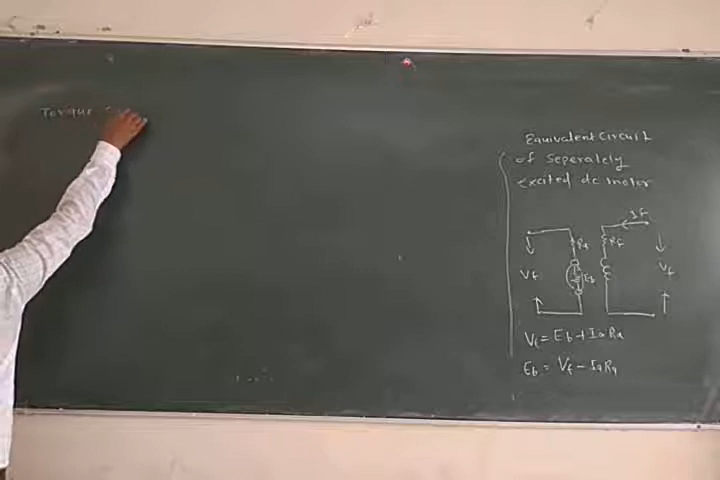 Torque
Equivalent Circuit
of Seperately
Excited dc motor
If
Ra
Rf
Vt
Eb
Vf
Vt = Eb + IaRa
Eb = Vt - IaRa